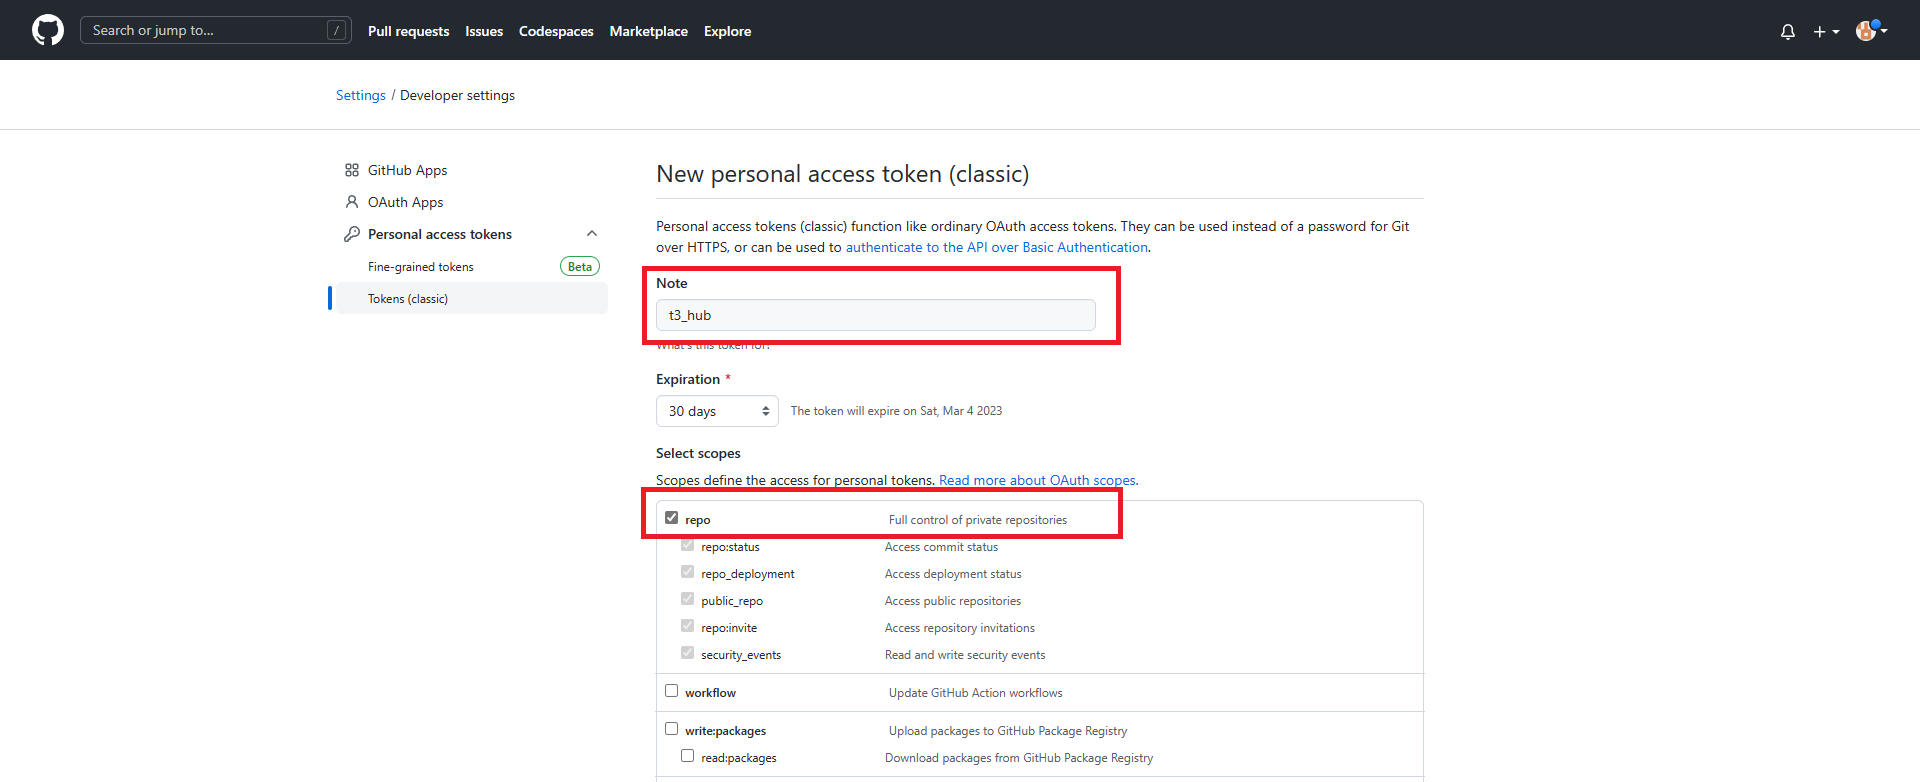 Search or jump to... /
Pull requests Issues Codespaces Marketplace Explore
Settings / Developer settings
GitHub Apps
OAuth Apps
Personal access tokens
Fine-grained tokens Beta
Tokens (classic)
New personal access token (classic)
Personal access tokens (classic) function like ordinary OAuth access tokens. They can be used instead of a password for Git
over HTTPS, or can be used to authenticate to the API over Basic Authentication.
Note
t3_hub
What's this token for?
Expiration *
30 days The token will expire on Sat, Mar 4 2023
Select scopes
Scopes define the access for personal tokens. Read more about OAuth scopes.
repo Full control of private repositories
repo:status Access commit status
repo_deployment Access deployment status
public_repo Access public repositories
repo:invite Access repository invitations
security_events Read and write security events
workflow Update GitHub Action workflows
write:packages Upload packages to GitHub Package Registry
read:packages Download packages from GitHub Package Registry